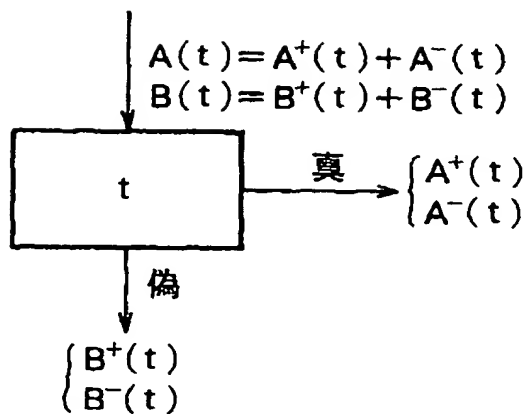 A(t)=A⁺(t)+A⁻(t)
B(t)=B⁺(t)+B⁻(t)
t
真
{A⁺(t)
A⁻(t)
偽
{B⁺(t)
B⁻(t)